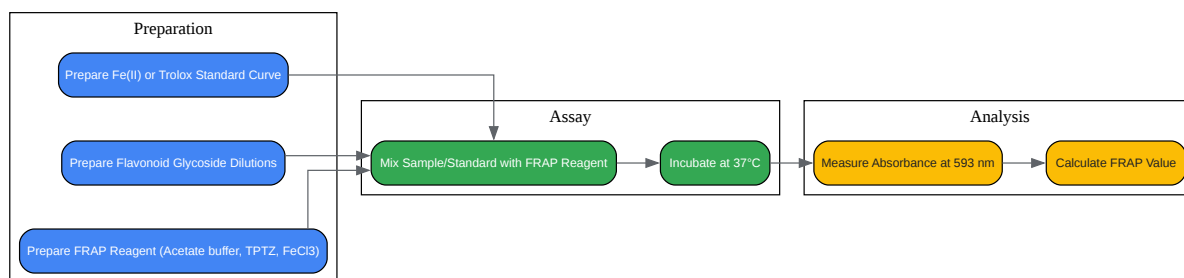 Preparation
Prepare Fe(II) or Trolox Standard Curve
Prepare Flavonoid Glycoside Dilutions
Prepare FRAP Reagent (Acetate buffer, TPTZ, FeCl3)
Assay
Mix Sample/Standard with FRAP Reagent
Incubate at 37°C
Analysis
Measure Absorbance at 593 nm
Calculate FRAP Value